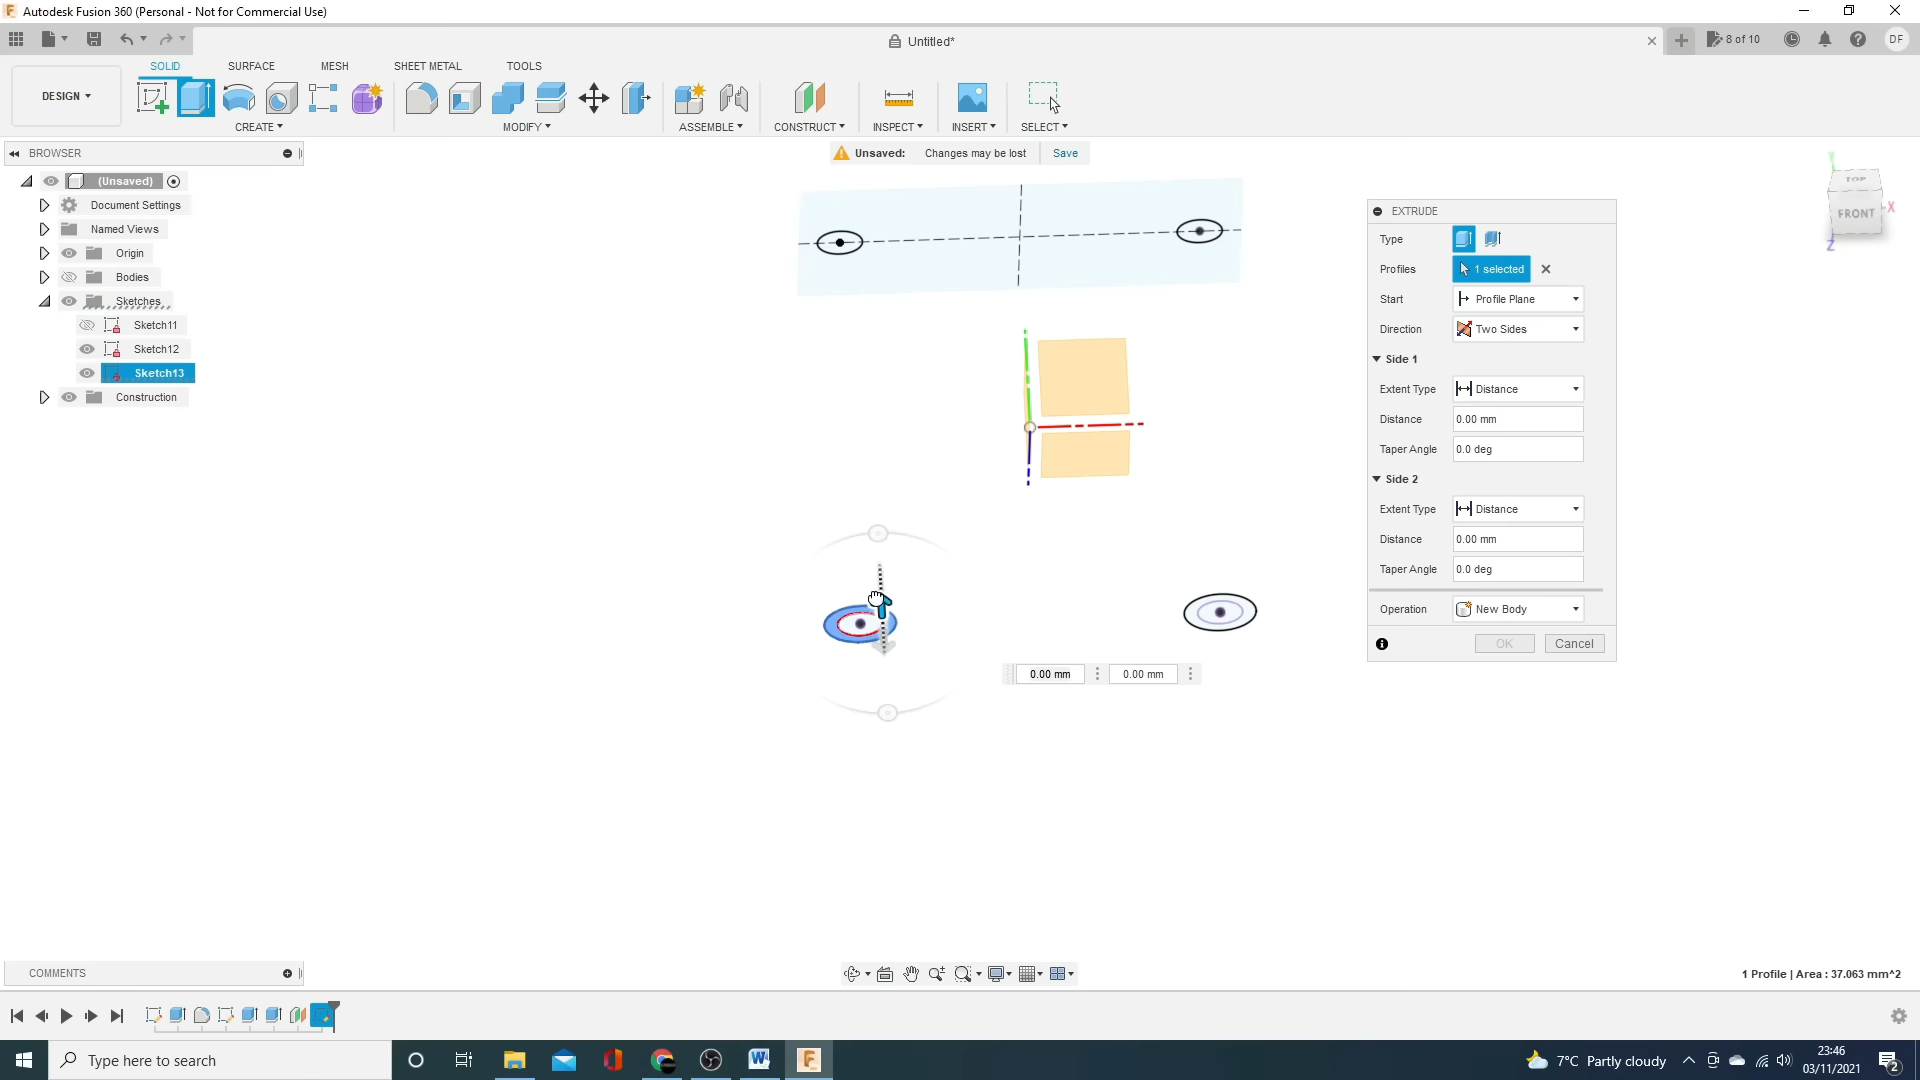 Autodesk Fusion 360 (Personal - Not for Commercial Use)
Untitled*
8 of 10
DF
DESIGN
SOLID
SURFACE
MESH
SHEET METAL
TOOLS
CREATE
MODIFY
ASSEMBLE
CONSTRUCT
INSPECT
INSERT
SELECT
BROWSER
Unsaved: Changes may be lost Save
(Unsaved)
Document Settings
Named Views
Origin
Bodies
Sketches
Sketch11
Sketch12
Sketch13
Construction
TOP
FRONT
X
Y
Z
EXTRUDE
Type
Profiles 1 selected
Start Profile Plane
Direction Two Sides
Side 1
Extent Type Distance
Distance 0.00 mm
Taper Angle 0.0 deg
Side 2
Extent Type Distance
Distance 0.00 mm
Taper Angle 0.0 deg
Operation New Body
OK Cancel
0.00 mm 0.00 mm
COMMENTS
1 Profile | Area : 37.063 mm^2
Type here to search
7°C Partly cloudy
23:46
03/11/2021
2